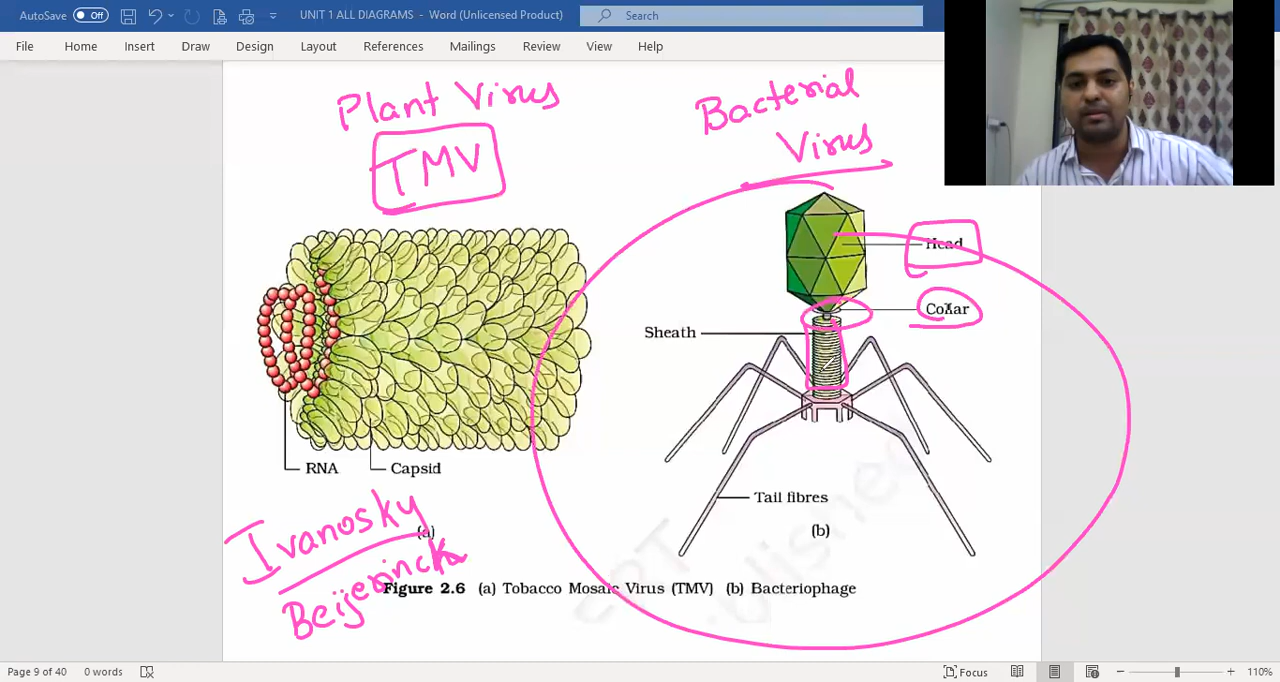 AutoSave Off UNIT 1 ALL DIAGRAMS - Word (Unlicensed Product) Search
File Home Insert Draw Design Layout References Mailings Review View Help
Plant Virus
TMV
Bacterial
Virus
Head
Collar
Sheath
RNA Capsid
Tail fibres
Ivanosky
Beijerinck
(a)
(b)
Figure 2.6 (a) Tobacco Mosaic Virus (TMV) (b) Bacteriophage
Page 9 of 40 0 words Focus 110%